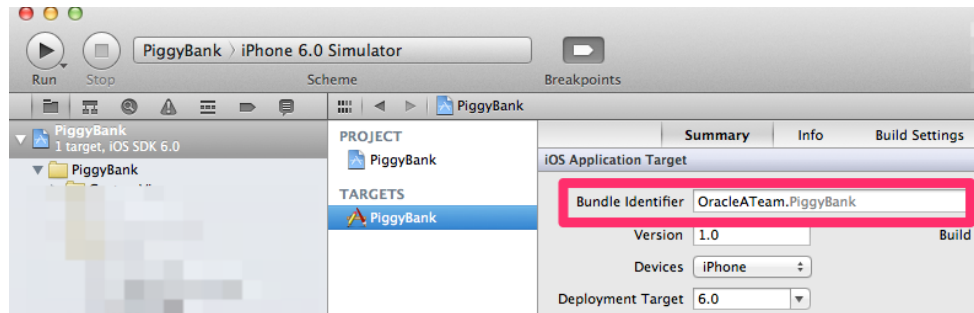 PiggyBank 〉 iPhone 6.0 Simulator
Run Stop Scheme Breakpoints
PiggyBank
PiggyBank
1 target, iOS SDK 6.0
PiggyBank
PROJECT
PiggyBank
TARGETS
PiggyBank
Summary Info Build Settings
iOS Application Target
Bundle Identifier OracleATeam.PiggyBank
Version 1.0 Build
Devices iPhone
Deployment Target 6.0